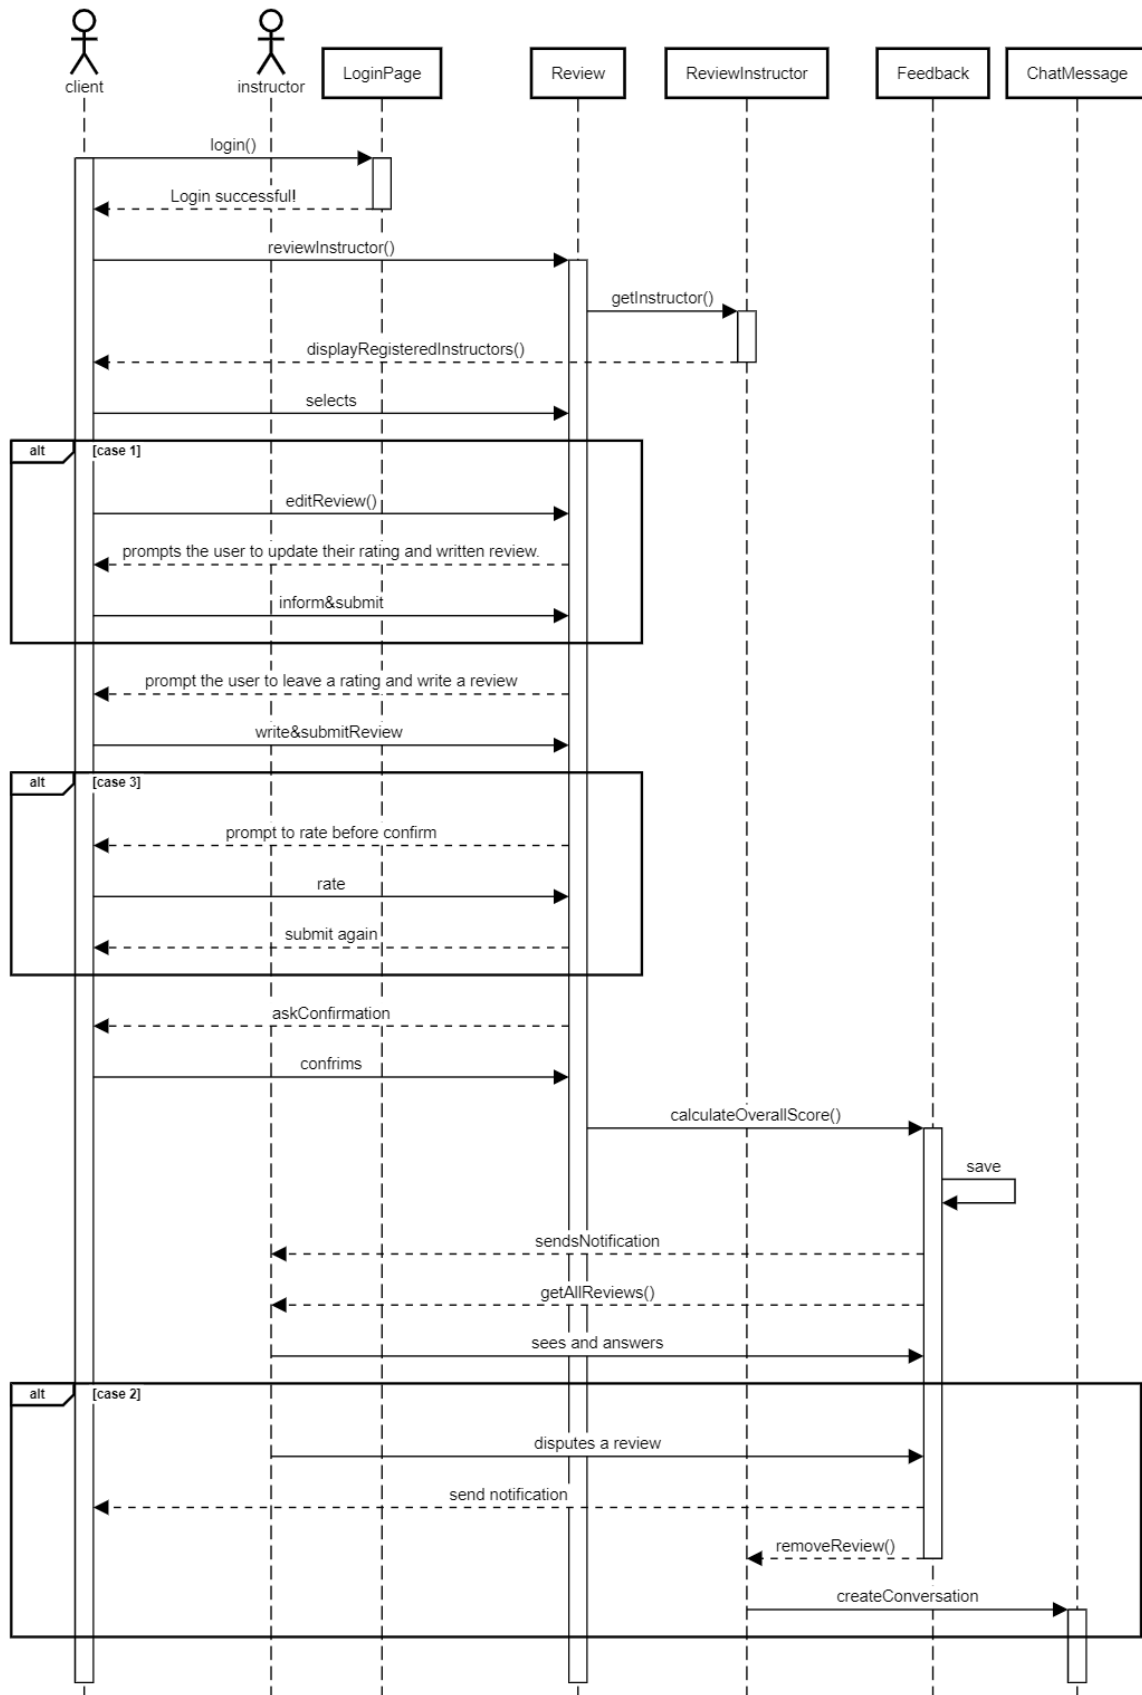 client
instructor
LoginPage
Review
ReviewInstructor
Feedback
ChatMessage
login()
Login successful!
reviewInstructor()
getInstructor()
displayRegisteredInstructors()
selects
alt
[case 1]
editReview()
prompts the user to update their rating and written review.
inform&submit
prompt the user to leave a rating and write a review
write&submitReview
alt
[case 3]
prompt to rate before confirm
rate
submit again
askConfirmation
confrims
calculateOverallScore()
save
sendsNotification
getAllReviews()
sees and answers
alt
[case 2]
disputes a review
send notification
removeReview()
createConversation